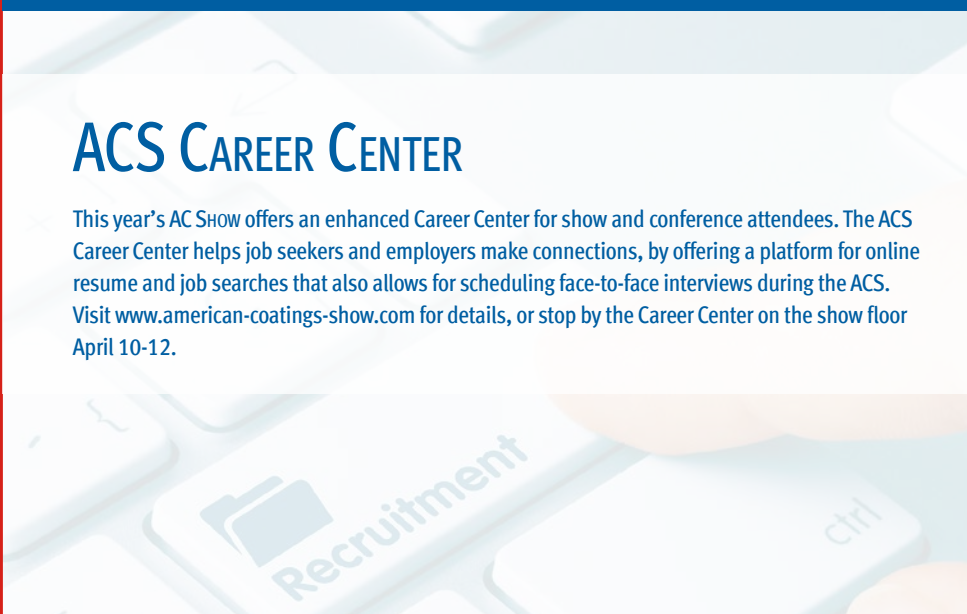 ACS CAREER CENTER
This year's AC SHOW offers an enhanced Career Center for show and conference attendees. The ACS
Career Center helps job seekers and employers make connections, by offering a platform for online
resume and job searches that also allows for scheduling face-to-face interviews during the ACS.
Visit www.american-coatings-show.com for details, or stop by the Career Center on the show floor
April 10-12.
{
Recruitment
ctrl